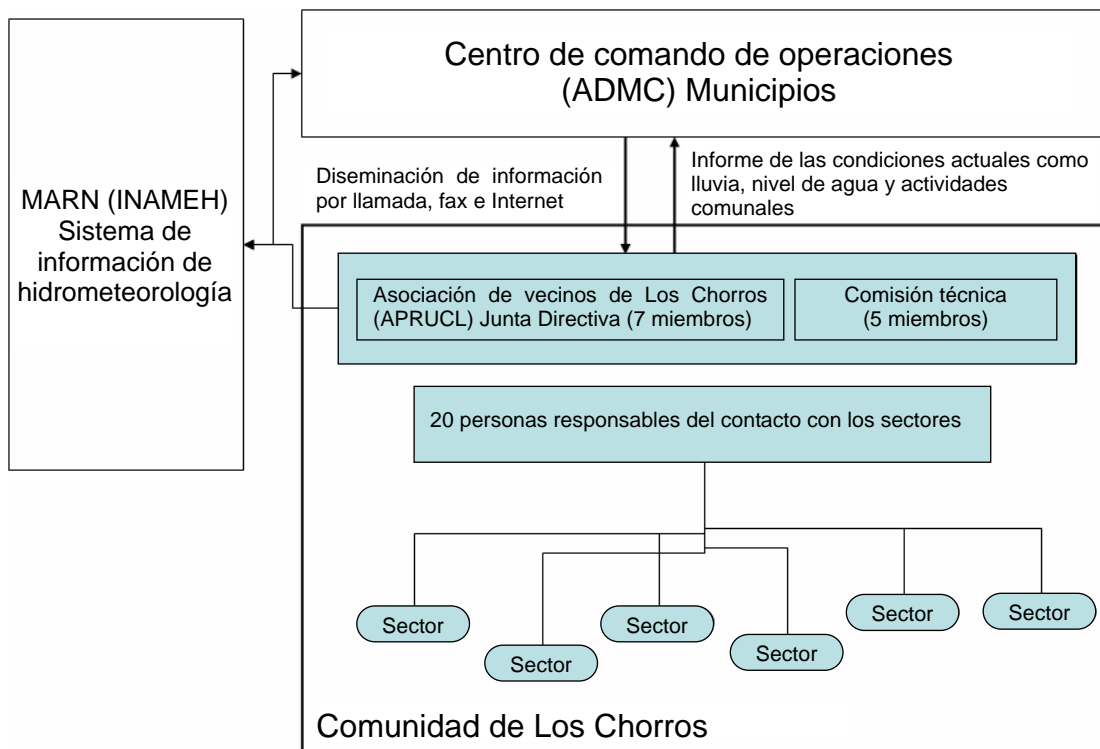 Centro de comando de operaciones
(ADMC) Municipios
MARN (INAMEH)
Sistema de
información de
hidrometeorología
Diseminación de información
por llamada, fax e Internet
Informe de las condiciones actuales como
lluvia, nivel de agua y actividades
comunales
Asociación de vecinos de Los Chorros
(APRUCL) Junta Directiva (7 miembros)
Comisión técnica
(5 miembros)
20 personas responsables del contacto con los sectores
Sector
Sector
Sector
Sector
Sector
Sector
Comunidad de Los Chorros